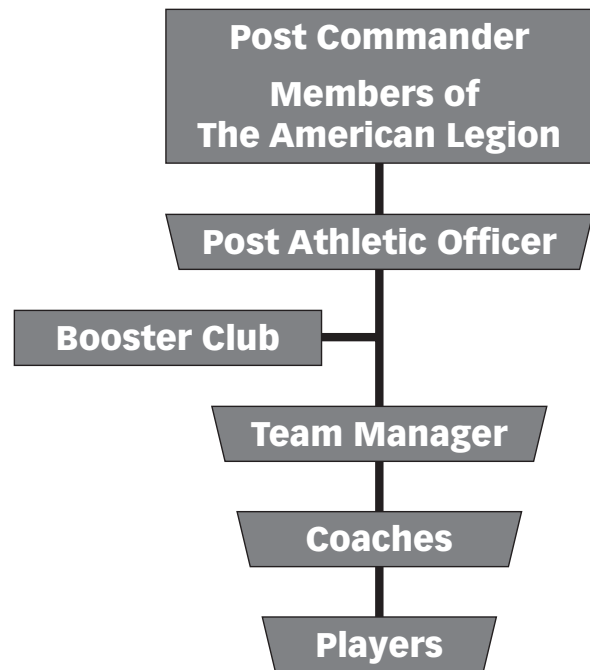 Post Commander
Members of
The American Legion
Post Athletic Officer
Booster Club
Team Manager
Coaches
Players